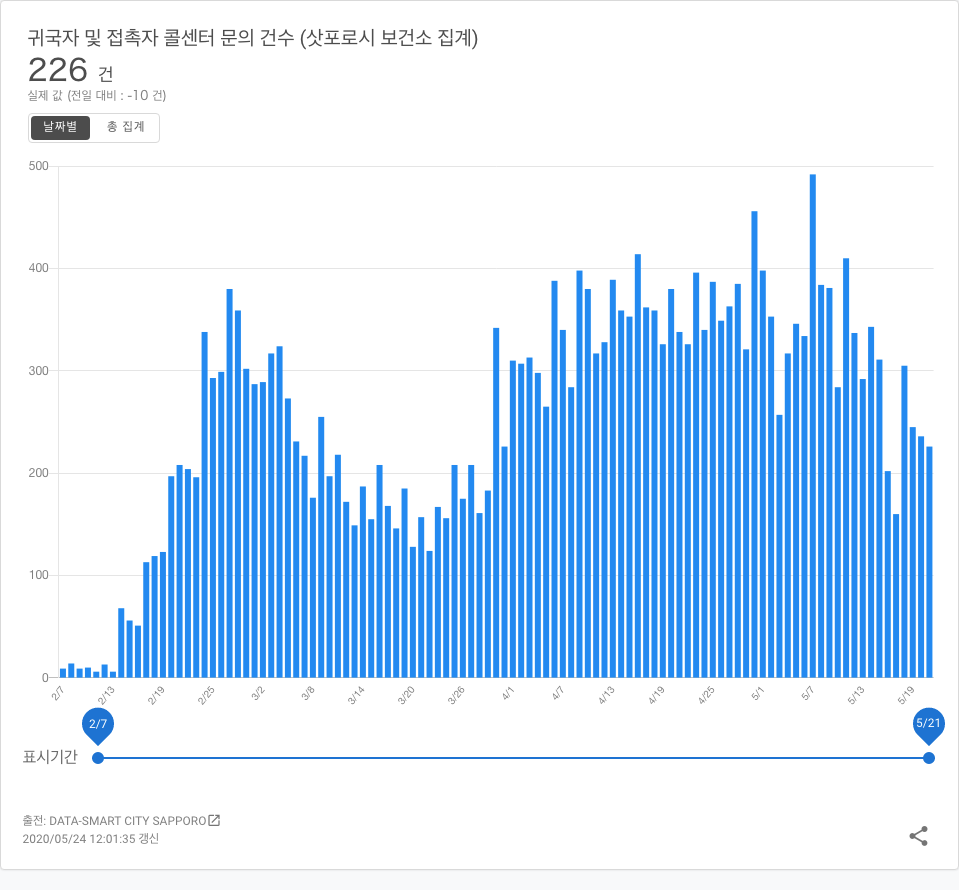 귀국자 및 접촉자 콜센터 문의 건수 (삿포로시 보건소 집계)
226 건
실제 값 (전일 대비 : -10 건)
날짜별 총 집계
500
400
300
200
100
0
2/7 2/13 2/19 2/25 3/2 3/8 3/14 3/20 3/26 4/1 4/7 4/13 4/19 4/25 5/1 5/7 5/13 5/19
2/7 5/21
표시기간
출전: DATA-SMART CITY SAPPORO
2020/05/24 12:01:35 갱신